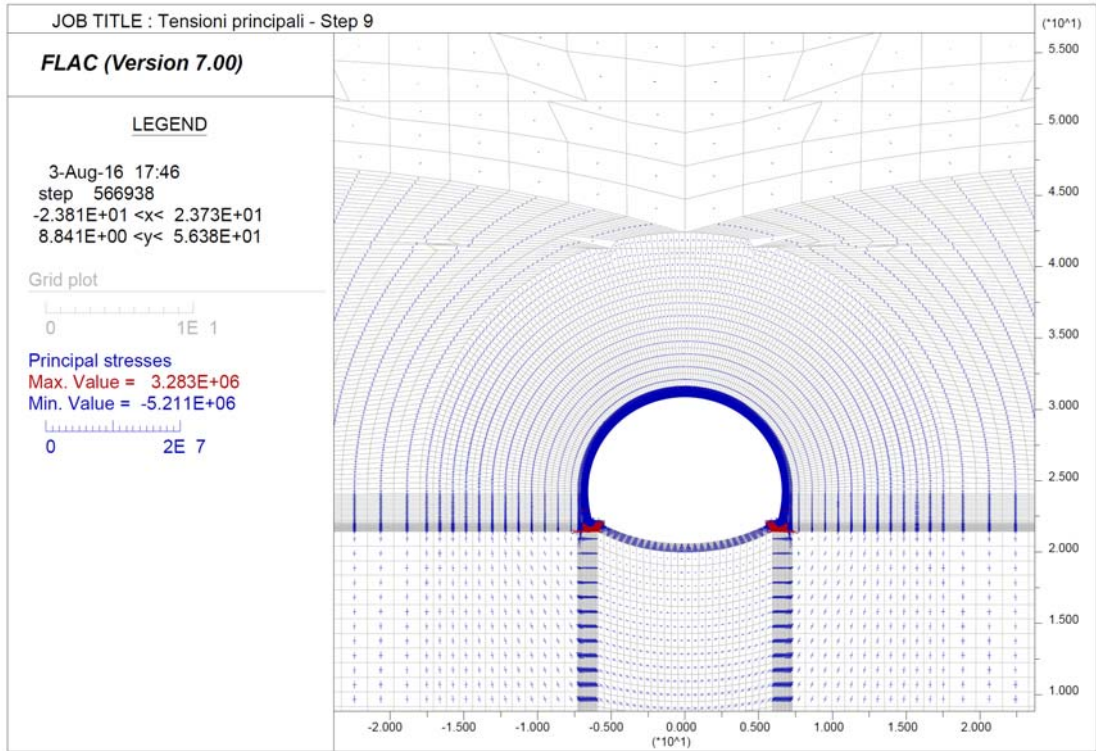 JOB TITLE : Tensioni principali - Step 9
(*10^1)
FLAC (Version 7.00)
LEGEND
3-Aug-16 17:46
step 566938
-2.381E+01 <x< 2.373E+01
8.841E+00 <y< 5.638E+01
Grid plot
0 1E 1
Principal stresses
Max. Value = 3.283E+06
Min. Value = -5.211E+06
0 2E 7
5.500
5.000
4.500
4.000
3.500
3.000
2.500
2.000
1.500
1.000
-2.000 -1.500 -1.000 -0.500 0.000 0.500 1.000 1.500 2.000
(*10^1)